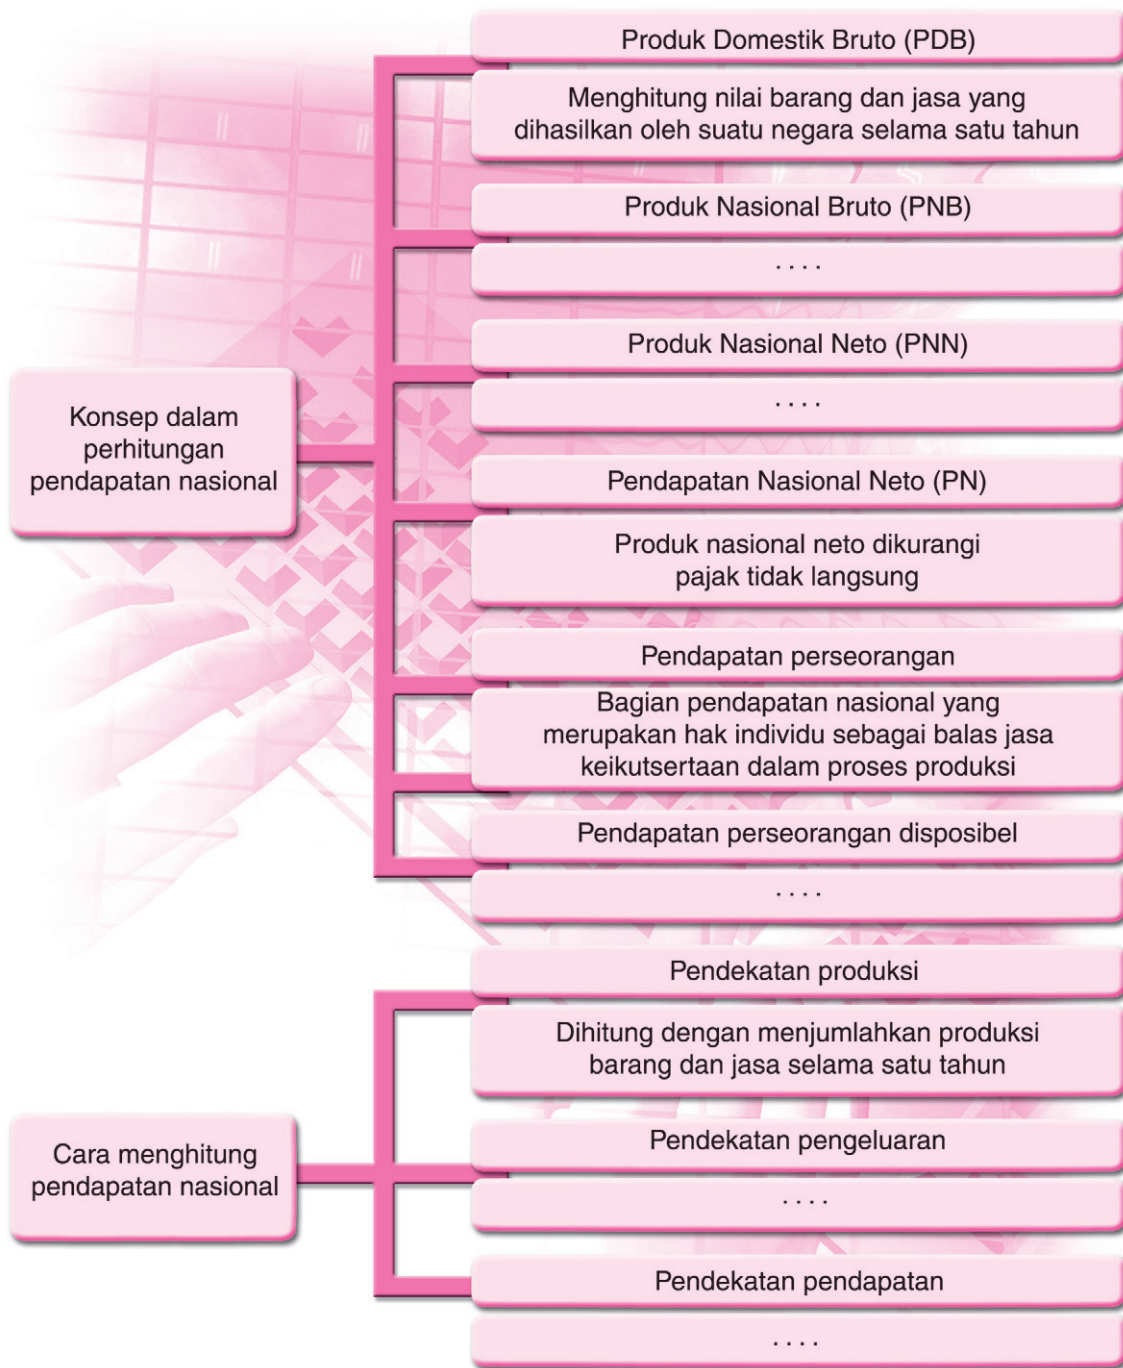 Produk Domestik Bruto (PDB)
Menghitung nilai barang dan jasa yang
dihasilkan oleh suatu negara selama satu tahun
Produk Nasional Bruto (PNB)
. . . .
Produk Nasional Neto (PNN)
. . . .
Konsep dalam
perhitungan
pendapatan nasional
Pendapatan Nasional Neto (PN)
Produk nasional neto dikurangi
pajak tidak langsung
Pendapatan perseorangan
Bagian pendapatan nasional yang
merupakan hak individu sebagai balas jasa
keikutsertaan dalam proses produksi
Pendapatan perseorangan disposibel
. . . .
Pendekatan produksi
Dihitung dengan menjumlahkan produksi
barang dan jasa selama satu tahun
Cara menghitung
pendapatan nasional
Pendekatan pengeluaran
. . . .
Pendekatan pendapatan
. . . .